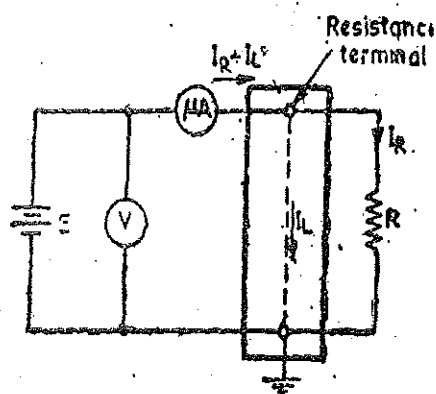 Resistance
terminal
I_R+I_L
μA
I_R
E
V
I_L
R